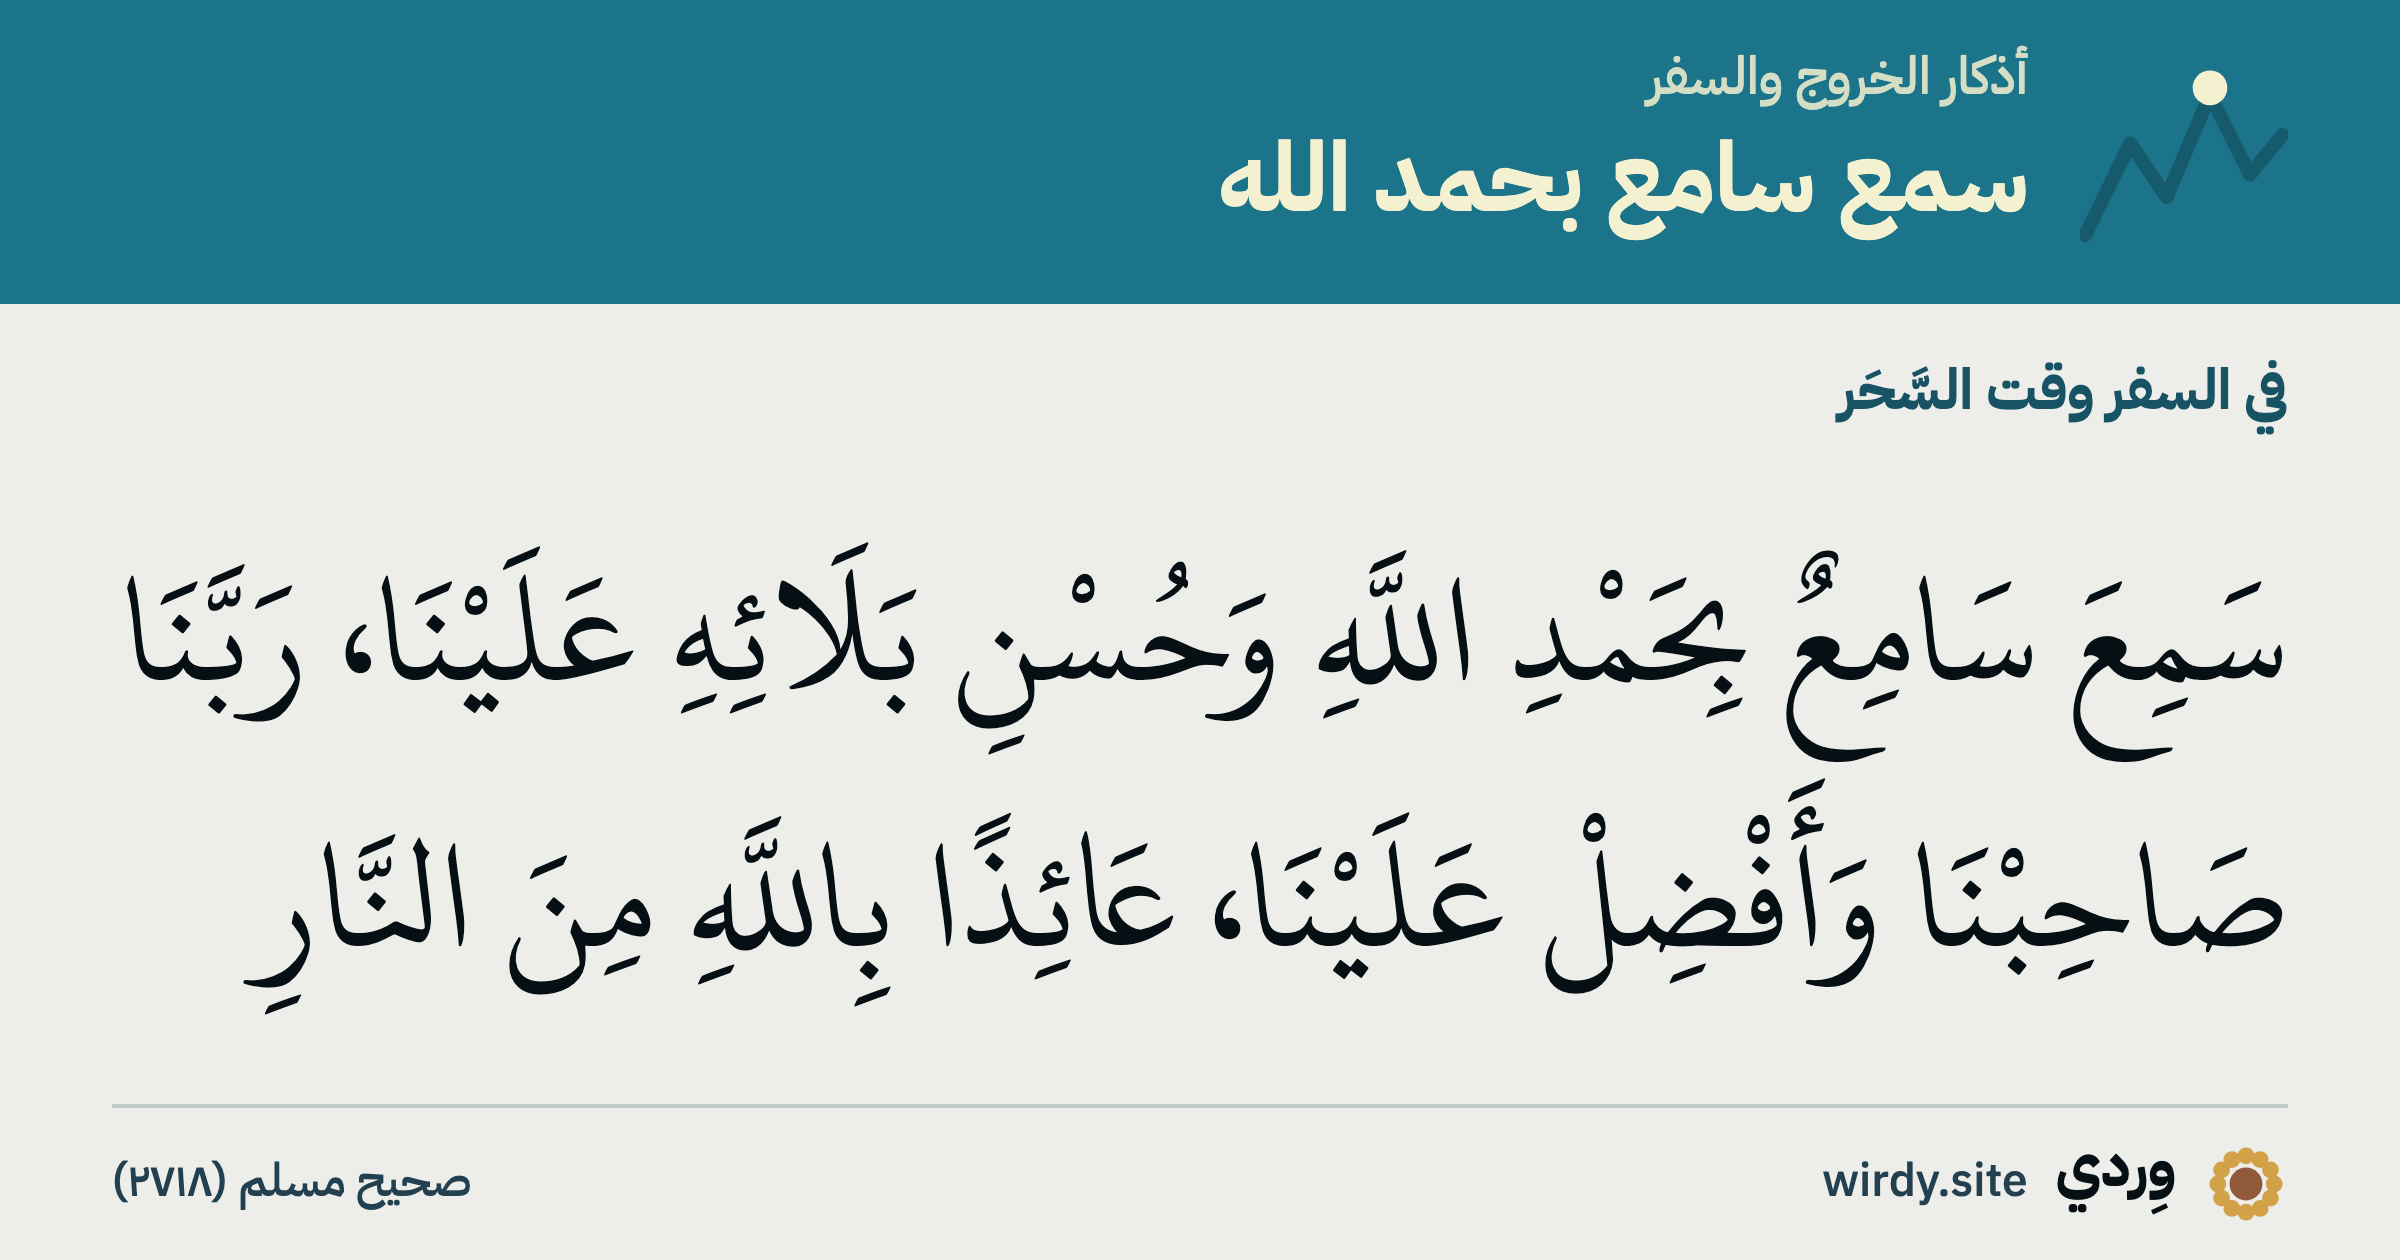 أذكار الخروج والسفر
سمع سامع بحمد الله
في السفر وقت السَّحَر
سَمِعَ سَامِعٌ بِحَمْدِ اللَّهِ وَحُسْنِ بَلَائِهِ عَلَيْنَا، رَبَّنَا
صَاحِبْنَا وَأَفْضِلْ عَلَيْنَا، عَائِذًا بِاللَّهِ مِنَ النَّارِ
وِردي wirdy.site
صحيح مسلم (٢٧١٨)